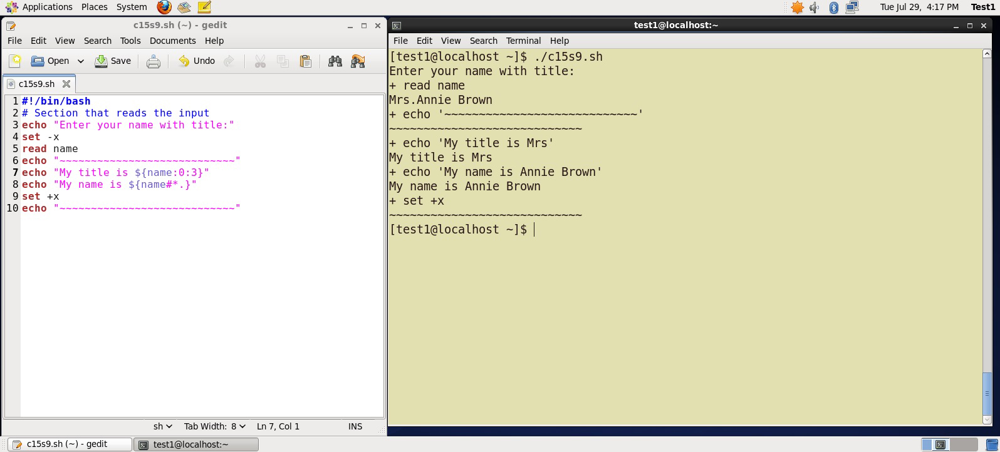 Applications Places System Tue Jul 29, 4:17 PM Test1
c15s9.sh (~) - gedit
File Edit View Search Tools Documents Help
Open Save Undo
c15s9.sh
1 #!/bin/bash
2 # Section that reads the input
3 echo "Enter your name with title:"
4 set -x
5 read name
6 echo "~~~~~~~~~~~~~~~~~~~~~~~~~~~~"
7 echo "My title is ${name:0:3}"
8 echo "My name is ${name#*.}"
9 set +x
10 echo "~~~~~~~~~~~~~~~~~~~~~~~~~~~~"
sh Tab Width: 8 Ln 7, Col 1 INS
test1@localhost:~
File Edit View Search Terminal Help
[test1@localhost ~]$ ./c15s9.sh
Enter your name with title:
+ read name
Mrs.Annie Brown
+ echo '~~~~~~~~~~~~~~~~~~~~~~~~~~~~'
~~~~~~~~~~~~~~~~~~~~~~~~~~~~
+ echo 'My title is Mrs'
My title is Mrs
+ echo 'My name is Annie Brown'
My name is Annie Brown
+ set +x
~~~~~~~~~~~~~~~~~~~~~~~~~~~~
[test1@localhost ~]$
c15s9.sh (~) - gedit test1@localhost:~